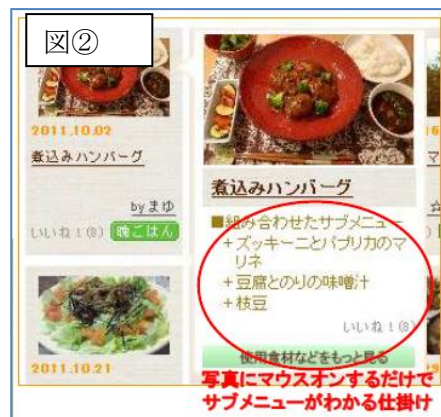 図②
2011.10.02
煮込みハンバーグ
by まゆ
いいね！(8) 晩ごはん
2011.10.21
煮込みハンバーグ
■組み合わせたサブメニュー
+ズッキーニとパプリカのマ
リネ
+豆腐とのりの味噌汁
+枝豆
いいね！(8)
使用食材などをもっと見る
写真にマウスオンするだけで
サブメニューがわかる仕掛け